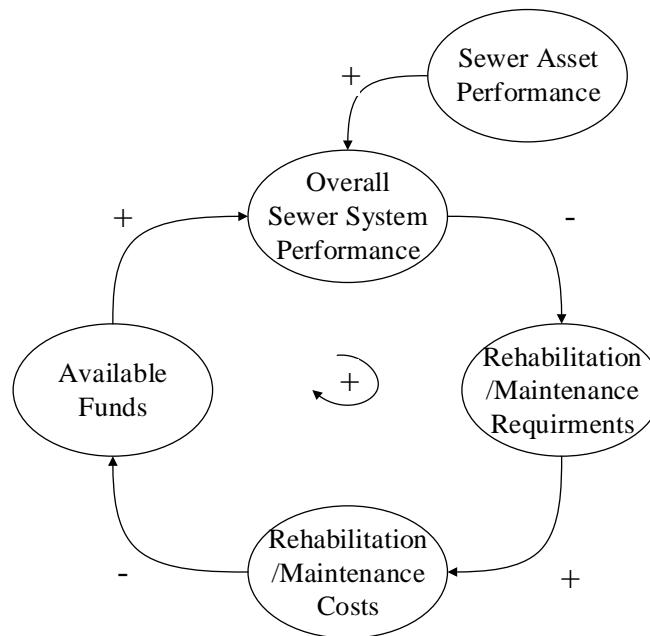 Sewer Asset
Performance
+
Overall
Sewer System
Performance
+
-
Rehabilitation
/Maintenance
Requirments
Available
Funds
+
Rehabilitation
/Maintenance
Costs
-
+